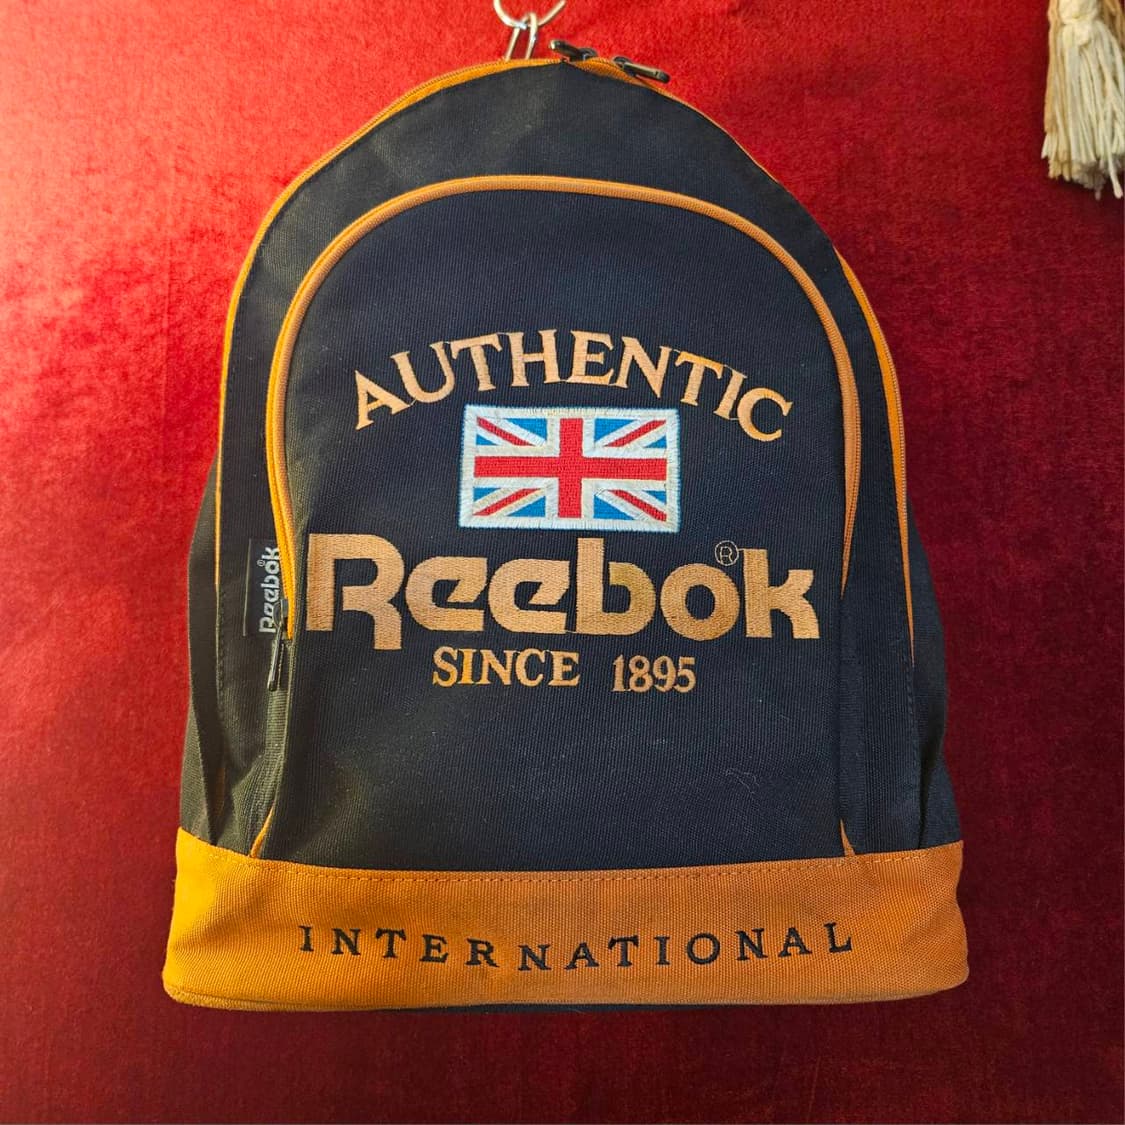 AUTHENTIC
Reebok®
SINCE 1895
Reebok®
INTERNATIONAL